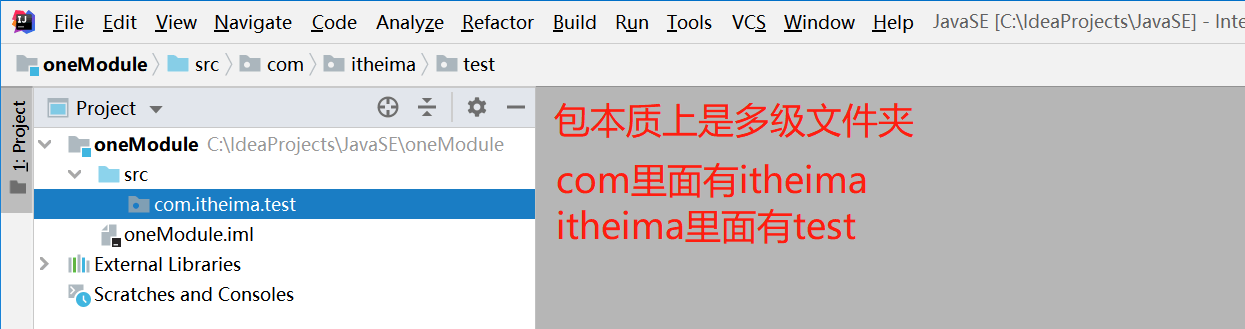 File Edit View Navigate Code Analyze Refactor Build Run Tools VCS Window Help JavaSE [C:\IdeaProjects\JavaSE] - Inte
oneModule src com itheima test
1: Project
Project
包本质上是多级文件夹
oneModule C:\IdeaProjects\JavaSE\oneModule
src
com里面有itheima
com.itheima.test
itheima里面有test
oneModule.iml
External Libraries
Scratches and Consoles